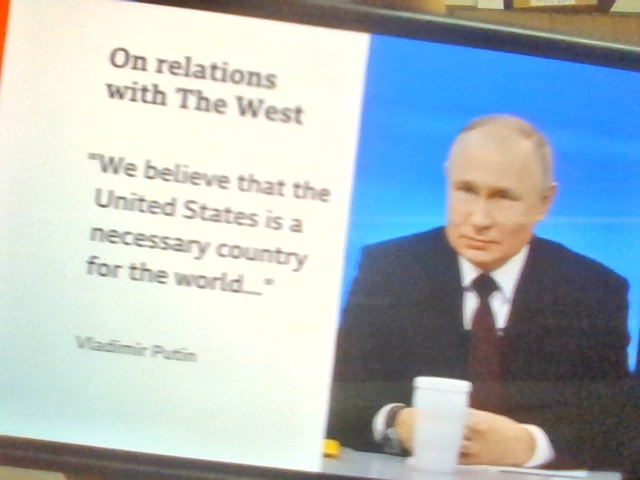 On relations
with The West
"We believe that the
United States is a
necessary country
for the world..."
Vladimir Putin